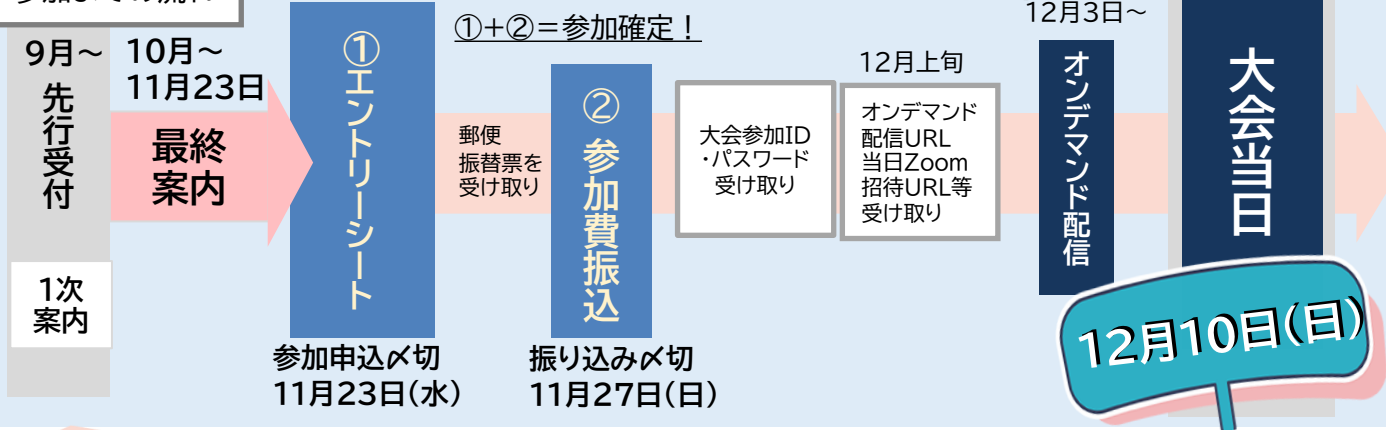 9月～
先行受付
1次
案内
10月～
11月23日
最終
案内
①エントリーシート
参加申込〆切
11月23日(水)
①+②＝参加確定！
郵便
振替票を
受け取り
② 参加費振込
振り込み〆切
11月27日(日)
大会参加ID
・パスワード
受け取り
12月上旬
オンデマンド
配信URL
当日Zoom
招待URL等
受け取り
12月3日～
オンデマンド配信
大会当日
12月10日(日)